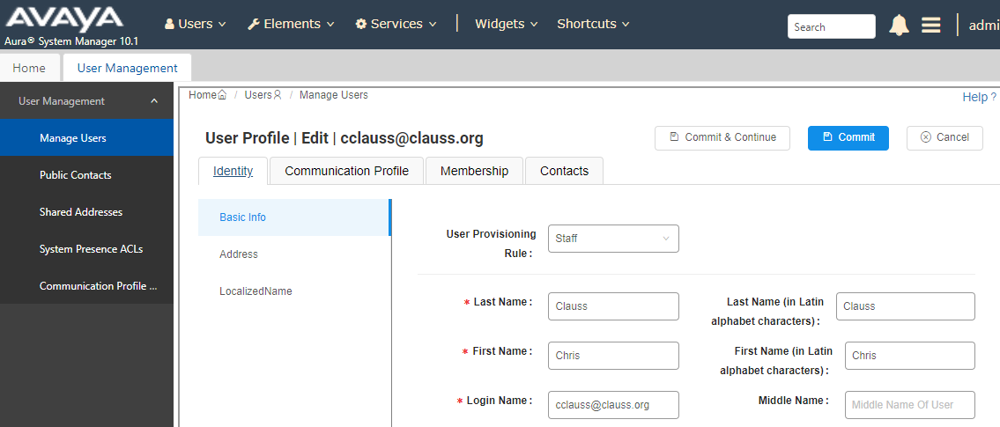 AVAYA
Aura® System Manager 10.1
Users Elements Services Widgets Shortcuts
Search
admi
Home User Management
User Management
Manage Users
Public Contacts
Shared Addresses
System Presence ACLs
Communication Profile ...
Home / Users / Manage Users
Help ?
User Profile | Edit | cclauss@clauss.org
Commit & Continue Commit Cancel
Identity Communication Profile Membership Contacts
Basic Info
Address
LocalizedName
User Provisioning
Rule :
Staff
* Last Name :
Clauss
Last Name (in Latin
alphabet characters) :
Clauss
* First Name :
Chris
First Name (in Latin
alphabet characters) :
Chris
* Login Name :
cclauss@clauss.org
Middle Name :
Middle Name Of User